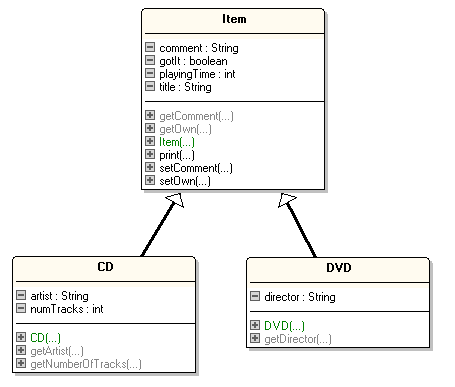 Item
comment : String
gotIt : boolean
playingTime : int
title : String
getComment(...)
getOwn(...)
Item(...)
print(...)
setComment(...)
setOwn(...)
CD
artist : String
numTracks : int
CD(...)
getArtist(...)
getNumberOfTracks(...)
DVD
director : String
DVD(...)
getDirector(...)